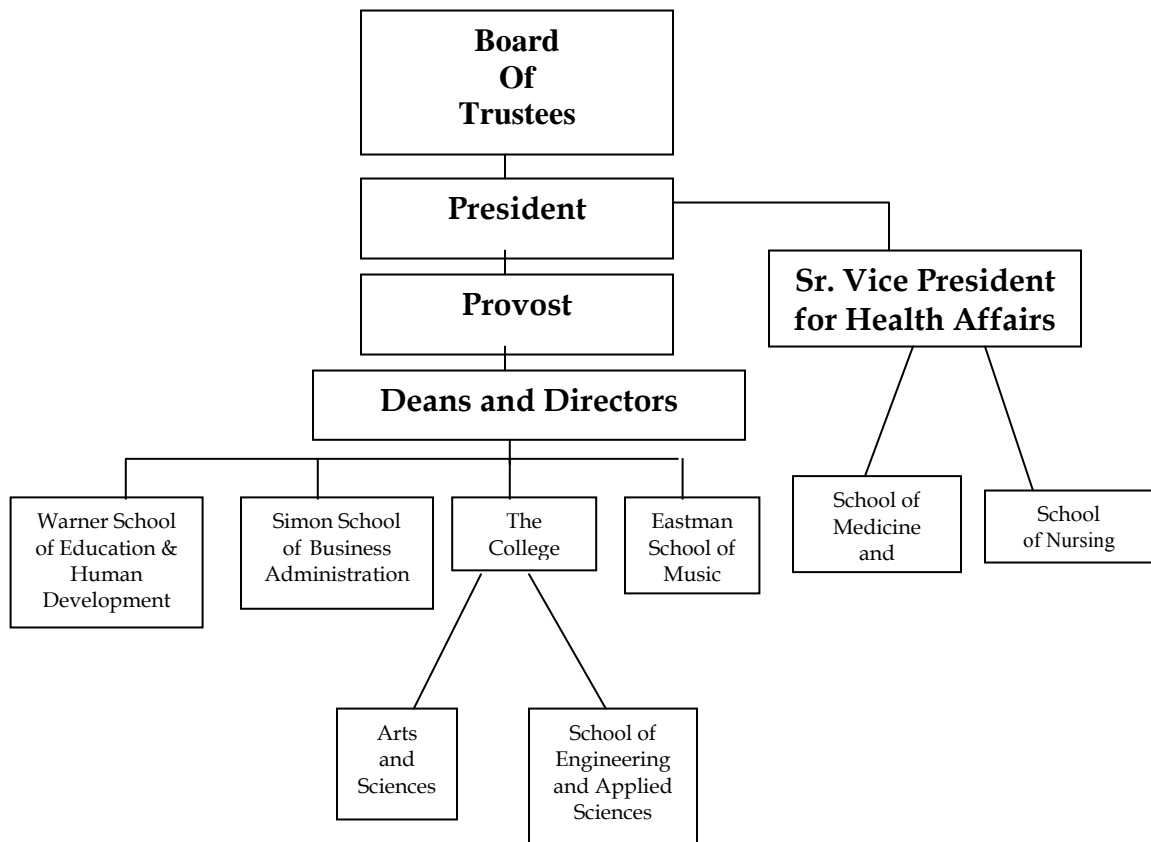 Board
Of
Trustees
President
Sr. Vice President
for Health Affairs
Provost
Deans and Directors
Warner School
of Education &
Human
Development
Simon School
of Business
Administration
The
College
Eastman
School of
Music
School of
Medicine
and
School
of Nursing
Arts
and
Sciences
School of
Engineering
and Applied
Sciences